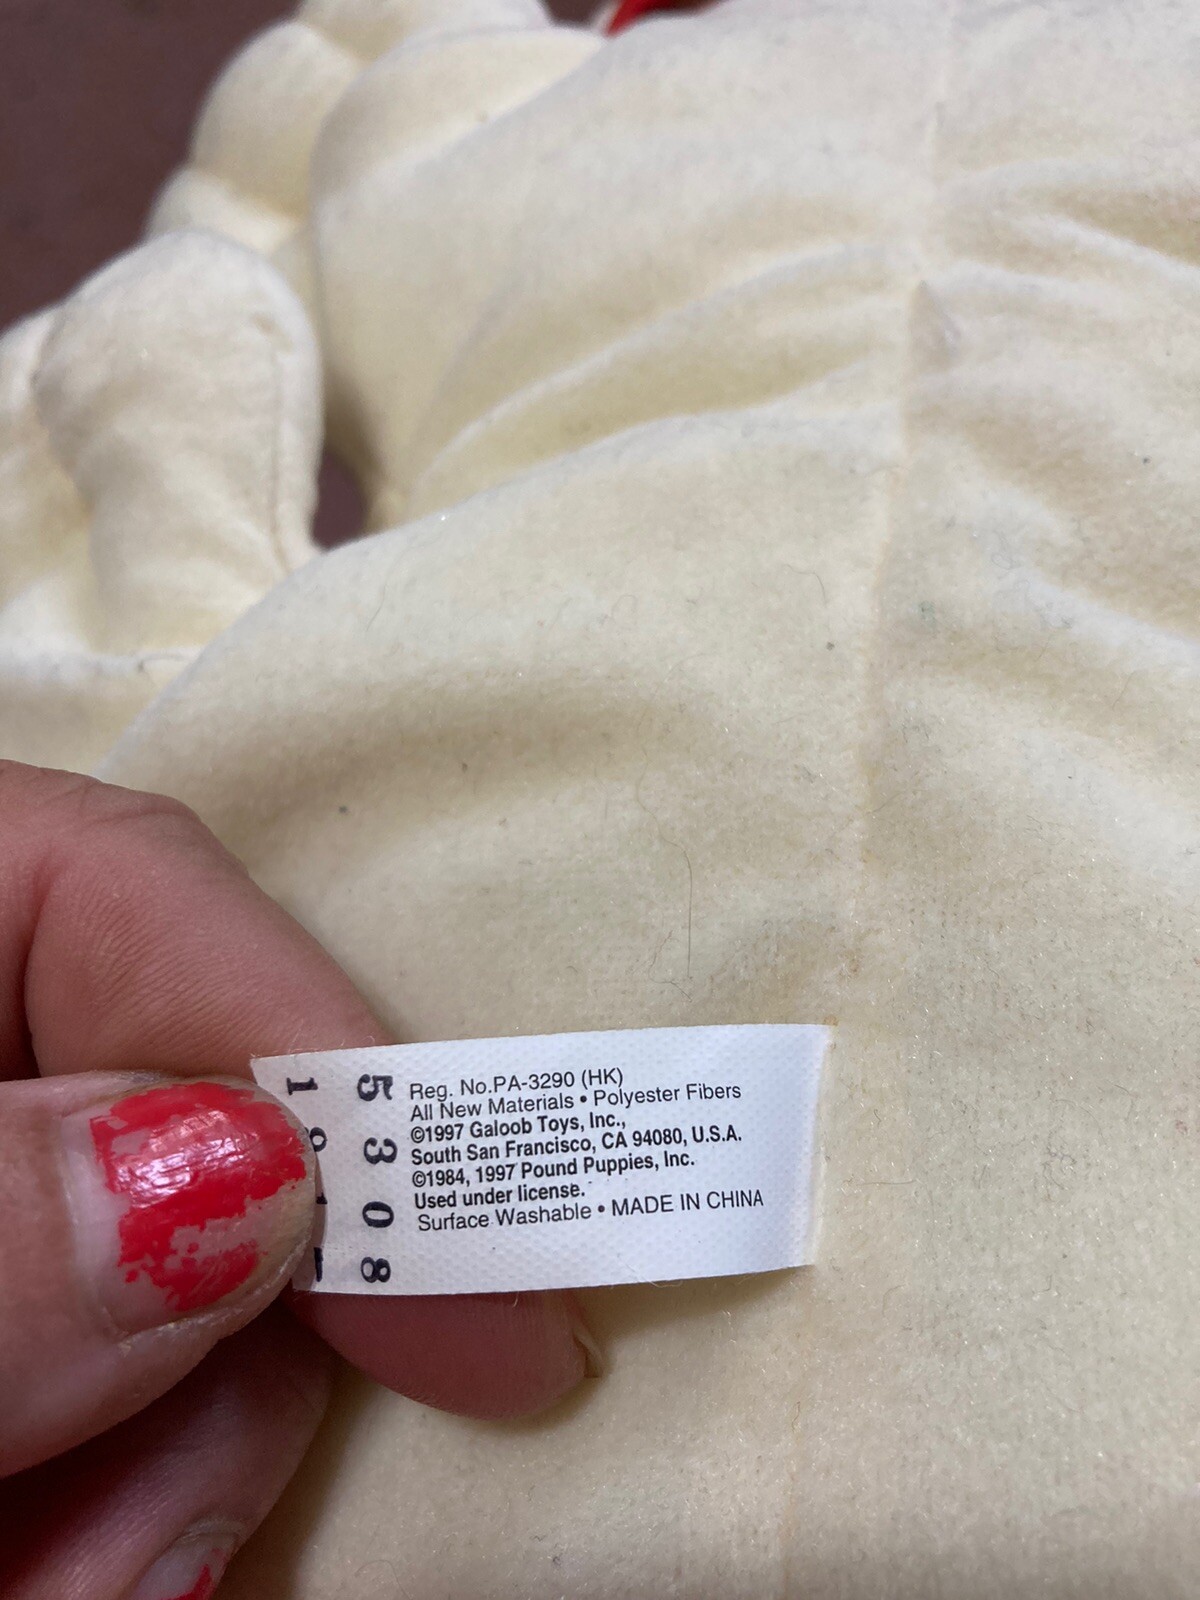 Reg. No.PA-3290 (HK)
All New Materials • Polyester Fibers
©1997 Galoob Toys, Inc.,
South San Francisco, CA 94080, U.S.A.
©1984, 1997 Pound Puppies, Inc.
Used under license.
Surface Washable • MADE IN CHINA
5308